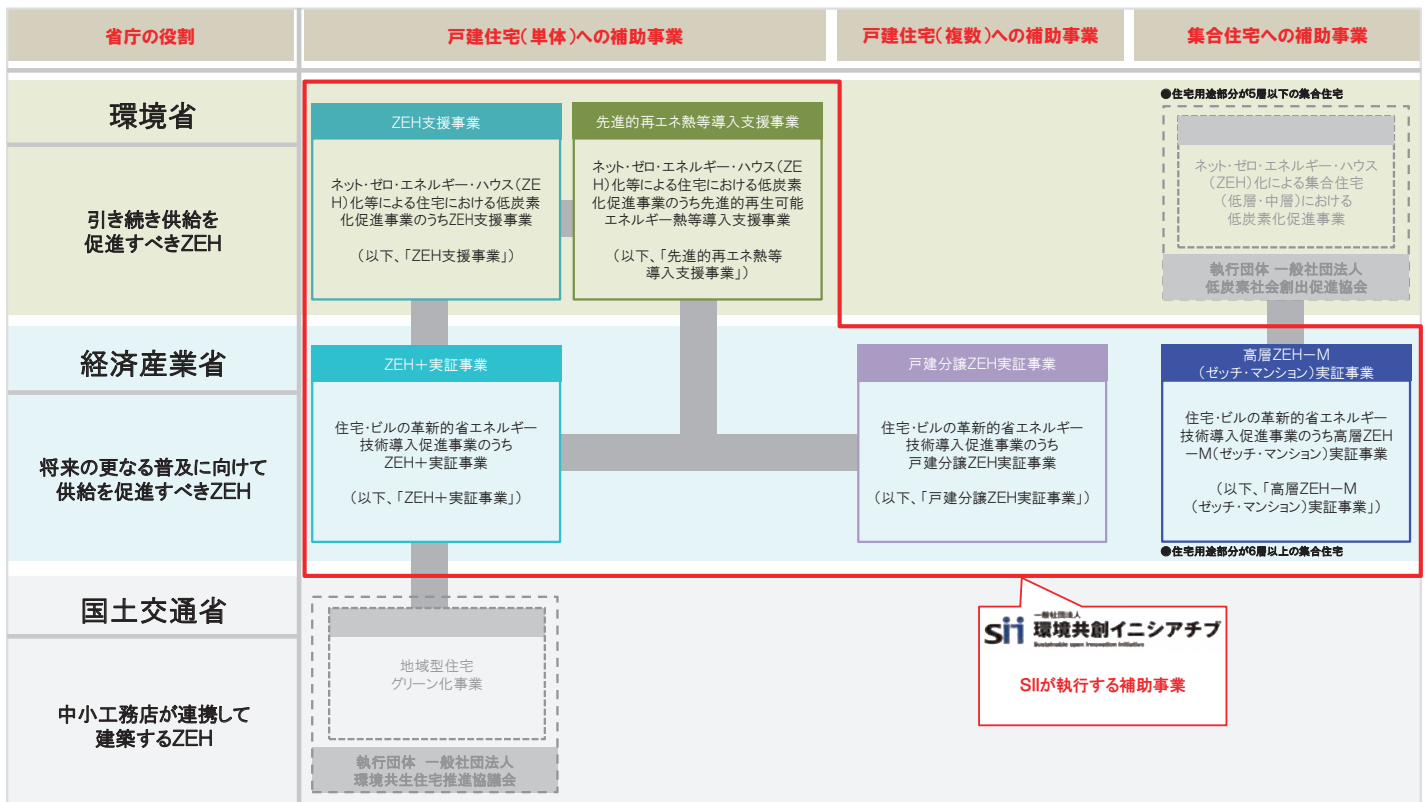 省庁の役割
戸建住宅(単体)への補助事業
戸建住宅(複数)への補助事業
集合住宅への補助事業
環境省
引き続き供給を
促進すべきZEH
ZEH支援事業
ネット・ゼロ・エネルギー・ハウス(ZE
H)化等による住宅における低炭素
化促進事業のうちZEH支援事業
(以下、「ZEH支援事業」)
先進的再エネ熱等導入支援事業
ネット・ゼロ・エネルギー・ハウス(ZE
H)化等による住宅における低炭素
化促進事業のうち先進的再生可能
エネルギー熱等導入支援事業
(以下、「先進的再エネ熱等
導入支援事業」)
●住宅用途部分が5層以下の集合住宅
ネット・ゼロ・エネルギー・ハウス
(ZEH)化による集合住宅
(低層・中層)における
低炭素化促進事業
執行団体 一般社団法人
低炭素社会創出促進協会
経済産業省
将来の更なる普及に向けて
供給を促進すべきZEH
ZEH+実証事業
住宅・ビルの革新的省エネルギー
技術導入促進事業のうち
ZEH+実証事業
(以下、「ZEH+実証事業」)
戸建分譲ZEH実証事業
住宅・ビルの革新的省エネルギー
技術導入促進事業のうち
戸建分譲ZEH実証事業
(以下、「戸建分譲ZEH実証事業」)
高層ZEH-M
(ゼッチ・マンション)実証事業
住宅・ビルの革新的省エネルギー
技術導入促進事業のうち高層ZEH
-M(ゼッチ・マンション)実証事業
(以下、「高層ZEH-M
(ゼッチ・マンション)実証事業」)
●住宅用途部分が6層以上の集合住宅
国土交通省
中小工務店が連携して
建築するZEH
地域型住宅
グリーン化事業
執行団体 一般社団法人
環境共生住宅推進協議会
一般社団法人
sii 環境共創イニシアチブ
Sustainable open Innovation Initiative
SIIが執行する補助事業